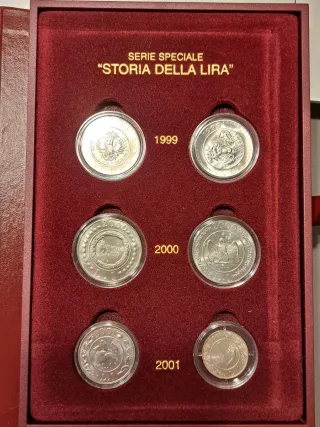 SERIE SPECIALE
"STORIA DELLA LIRA"
1999
2000
2001